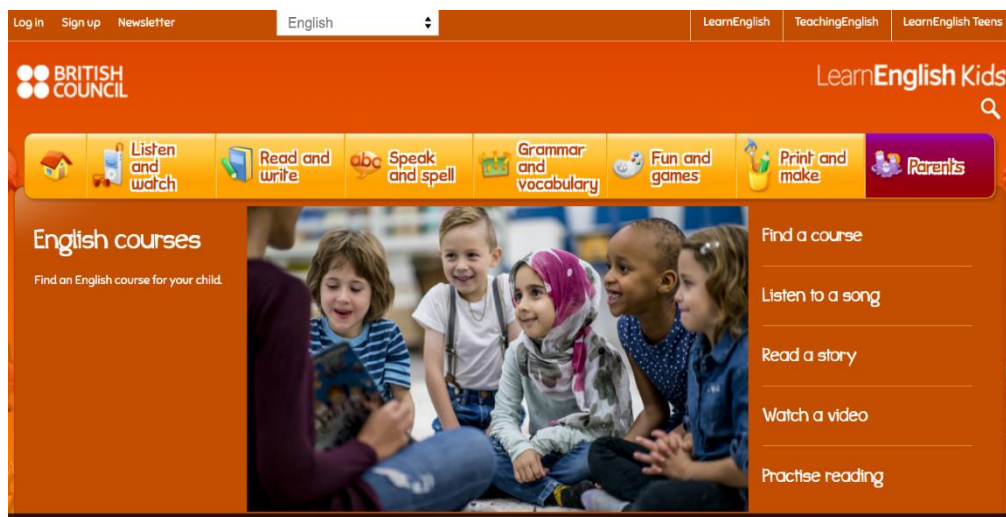 Log in Sign up Newsletter English LearnEnglish TeachingEnglish LearnEnglish Teens
BRITISH
COUNCIL
LearnEnglish Kids
Listen
and
watch
Read and
write
abc Speak
and spell
Grammar
and
vocabulary
Fun and
games
Print and
make
Parents
English courses
Find an English course for your child.
Find a course
Listen to a song
Read a story
Watch a video
Practise reading